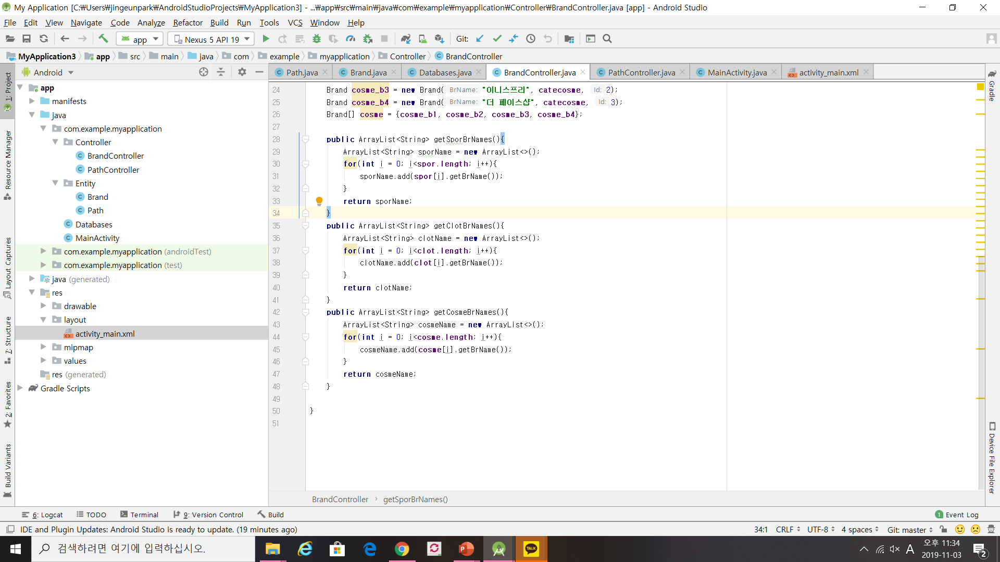 My Application [C:₩Users₩jingeunpark₩AndroidStudioProjects₩MyApplication3] - ...₩app₩src₩main₩java₩com₩example₩myapplication₩Controller₩BrandController.java [app] - Android Studio
File Edit View Navigate Code Analyze Refactor Build Run Tools VCS Window Help
app Nexus 5 API 19 Git:
MyApplication3 app src main java com example myapplication Controller BrandController
Android
Path.java Brand.java Databases.java BrandController.java PathController.java MainActivity.java activity_main.xml
1: Project
Resource Manager
Layout Captures
7: Structure
2: Favorites
Build Variants
app
manifests
java
com.example.myapplication
Controller
BrandController
PathController
Entity
Brand
Path
Databases
MainActivity
com.example.myapplication (androidTest)
com.example.myapplication (test)
java (generated)
res
drawable
layout
activity_main.xml
mipmap
values
res (generated)
Gradle Scripts
24 Brand cosme_b3 = new Brand( BrName: "이니스프리", catecosme, Id: 2);
25 Brand cosme_b4 = new Brand( BrName: "더 페이스샵", catecosme, Id: 3);
26 Brand[] cosme = {cosme_b1, cosme_b2, cosme_b3, cosme_b4};
27
28 public ArrayList<String> getSporBrNames(){
29 ArrayList<String> sporName = new ArrayList<>();
30 for(int i = 0; i<spor.length; i++){
31 sporName.add(spor[i].getBrName());
32 }
33 return sporName;
34 }
35 public ArrayList<String> getClotBrNames(){
36 ArrayList<String> clotName = new ArrayList<>();
37 for(int i = 0; i<clot.length; i++){
38 clotName.add(clot[i].getBrName());
39 }
40 return clotName;
41 }
42 public ArrayList<String> getCosmeBrNames(){
43 ArrayList<String> cosmeName = new ArrayList<>();
44 for(int i = 0; i<cosme.length; i++){
45 cosmeName.add(cosme[i].getBrName());
46 }
47 return cosmeName;
48 }
49
50 }
51
BrandController › getSporBrNames()
Gradle
Device File Explorer
6: Logcat TODO Terminal 9: Version Control Build 1 Event Log
IDE and Plugin Updates: Android Studio is ready to update. (19 minutes ago) 34:1 CRLF UTF-8 4 spaces Git: master
검색하려면 여기에 입력하십시오.
TALK
A
오후 11:34
2019-11-03
2